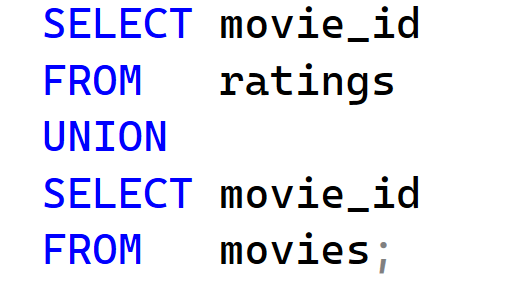 SELECT movie_id
FROM   ratings
UNION
SELECT movie_id
FROM   movies;